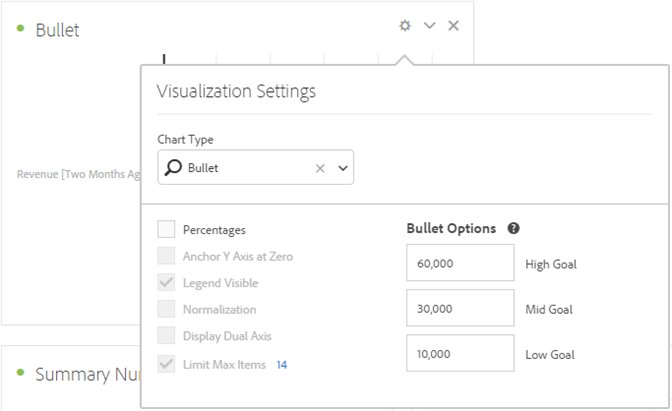 Bullet
Visualization Settings
Chart Type
Bullet
Revenue [Two Months Ag
Percentages
Anchor Y Axis at Zero
Legend Visible
Normalization
Display Dual Axis
Limit Max Items 14
Bullet Options ?
60,000 High Goal
30,000 Mid Goal
10,000 Low Goal
Summary Nu